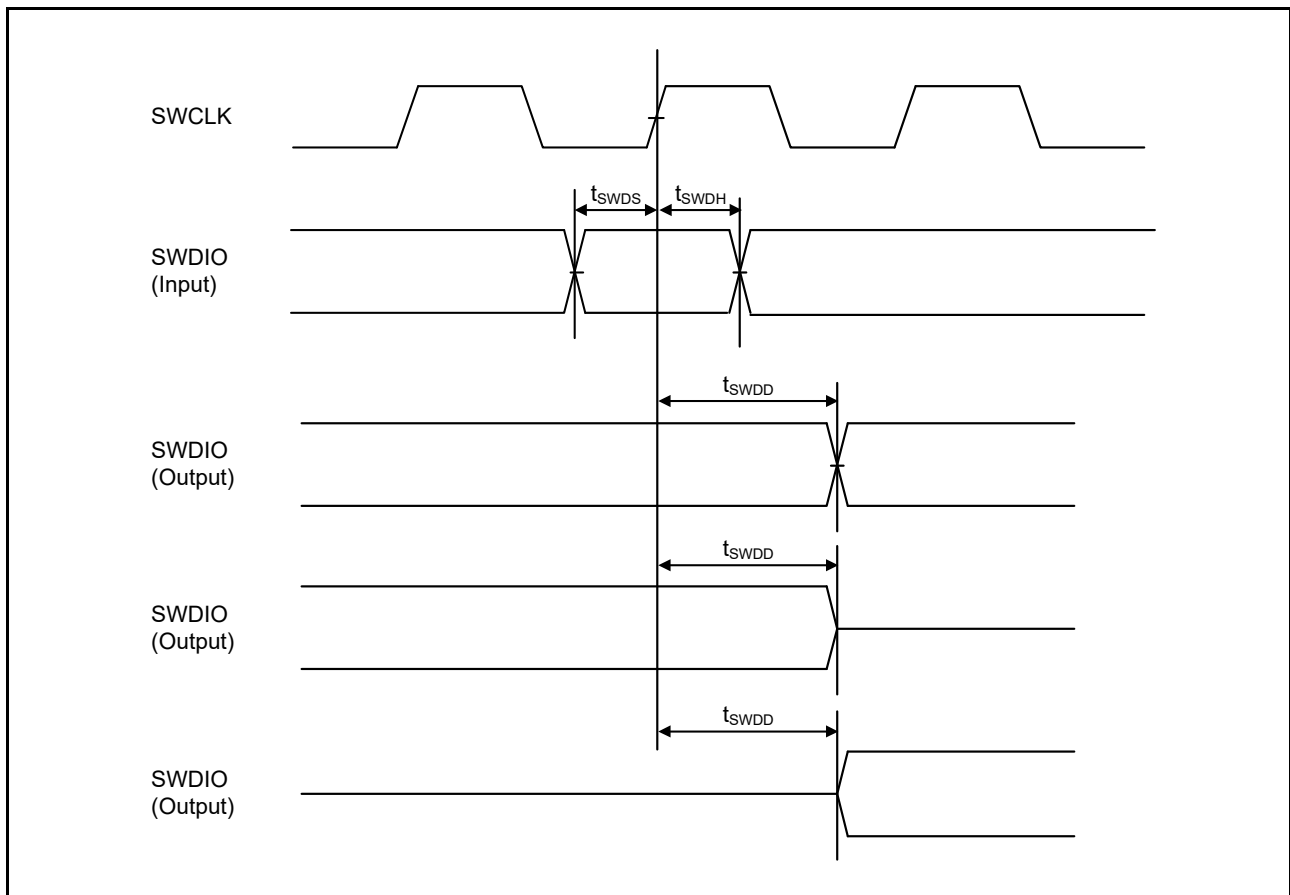 SWCLK
tSWDS
tSWDH
SWDIO
(Input)
tSWDD
SWDIO
(Output)
tSWDD
SWDIO
(Output)
tSWDD
SWDIO
(Output)